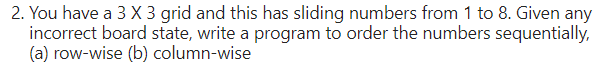 2. You have a 3 X 3 grid and this has sliding numbers from 1 to 8. Given any
incorrect board state, write a program to order the numbers sequentially,
(a) row-wise (b) column-wise